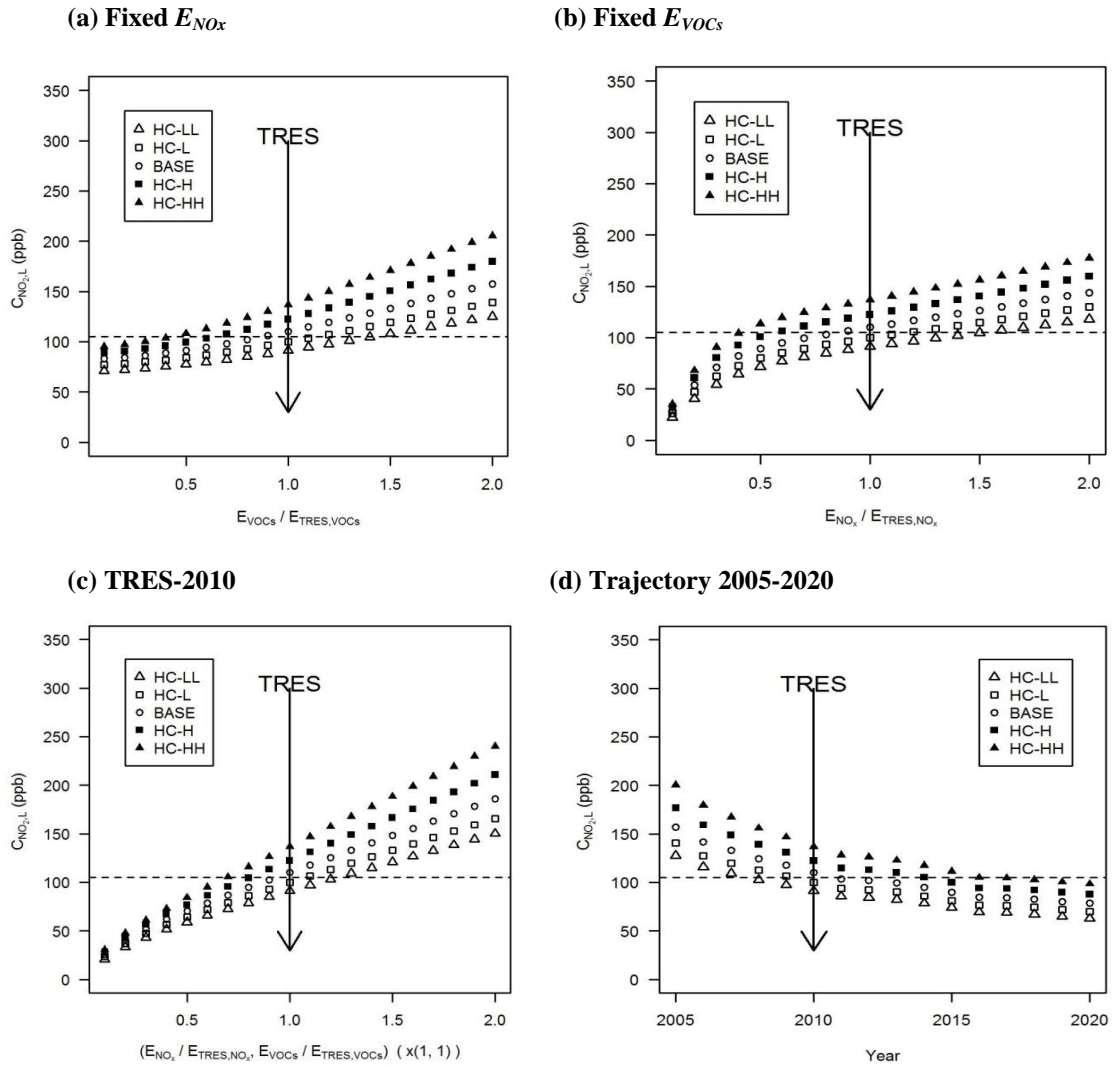 (a) Fixed E_NOx
350
300
250
200
150
100
50
0
C_NO2,L (ppb)
HC-LL
HC-L
BASE
HC-H
HC-HH
TRES
0.5 1.0 1.5 2.0
E_VOCs / E_TRES,VOCs
(b) Fixed E_VOCs
350
300
250
200
150
100
50
0
C_NO2,L (ppb)
HC-LL
HC-L
BASE
HC-H
HC-HH
TRES
0.5 1.0 1.5 2.0
E_NOx / E_TRES,NOx
(c) TRES-2010
350
300
250
200
150
100
50
0
C_NO2,L (ppb)
HC-LL
HC-L
BASE
HC-H
HC-HH
TRES
0.5 1.0 1.5 2.0
(E_NOx / E_TRES,NOx, E_VOCs / E_TRES,VOCs) ( x(1, 1) )
(d) Trajectory 2005-2020
350
300
250
200
150
100
50
0
C_NO2,L (ppb)
HC-LL
HC-L
BASE
HC-H
HC-HH
TRES
2005 2010 2015 2020
Year